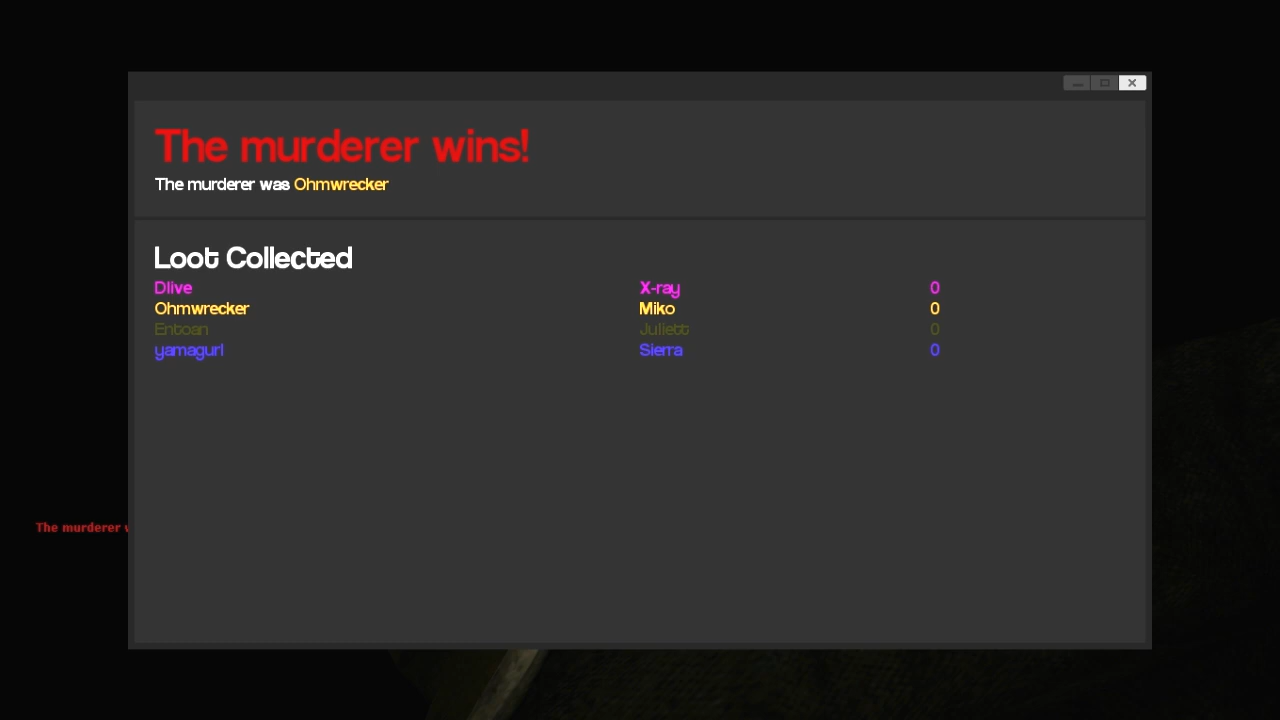 The murderer wins!
The murderer was Ohmwrecker
Loot Collected
Dlive X-ray 0
Ohmwrecker Miko 0
Entoan Juliett 0
yamagurl Sierra 0
The murderer